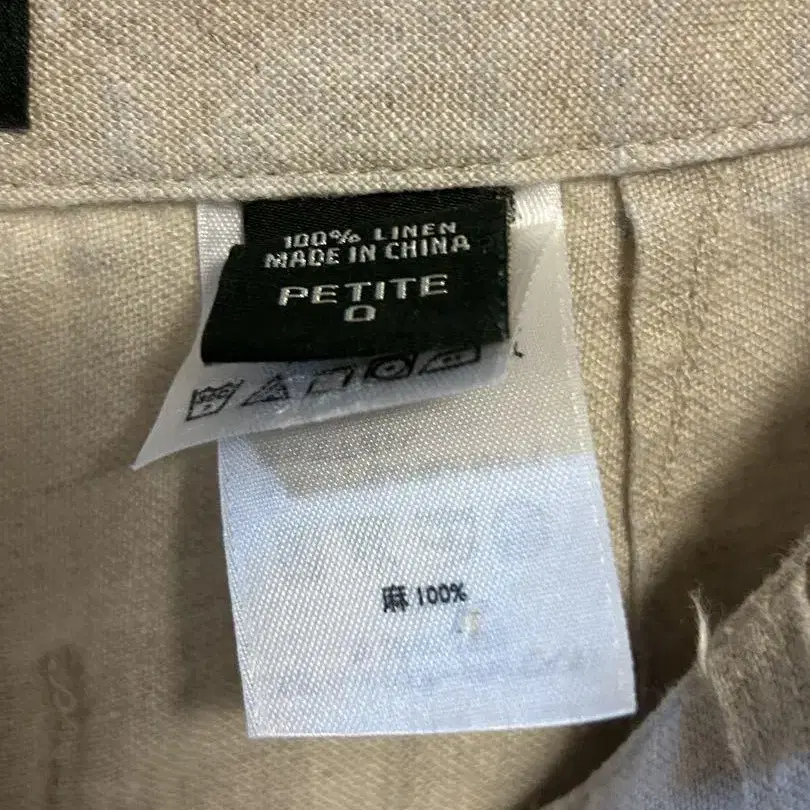 100% LINEN
MADE IN CHINA
PETITE
0
麻 100%